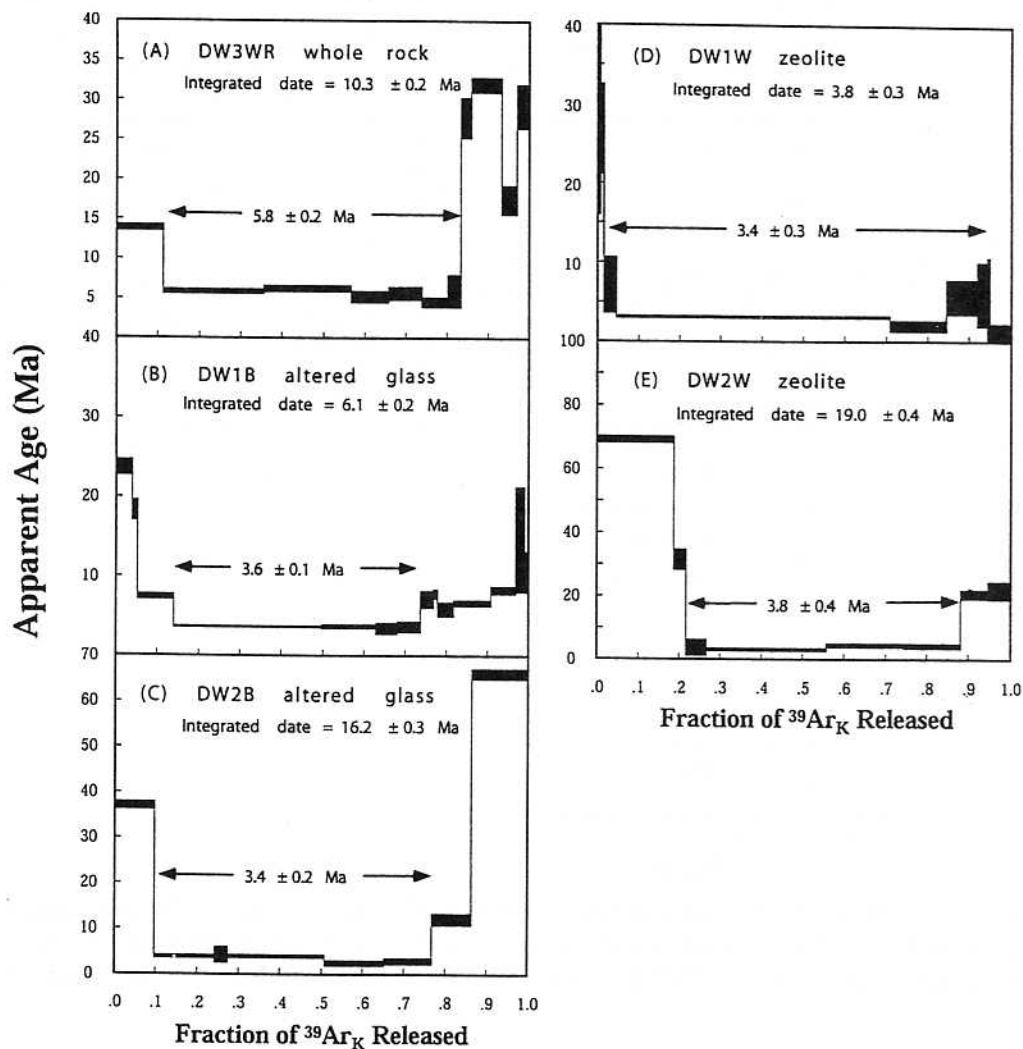 Apparent Age (Ma)
(A) DW3WR whole rock
Integrated date = 10.3 ± 0.2 Ma
5.8 ± 0.2 Ma
40
35
30
25
20
15
10
5
40
(B) DW1B altered glass
Integrated date = 6.1 ± 0.2 Ma
3.6 ± 0.1 Ma
30
20
10
70
(C) DW2B altered glass
Integrated date = 16.2 ± 0.3 Ma
3.4 ± 0.2 Ma
60
50
40
30
20
10
0
.0 .1 .2 .3 .4 .5 .6 .7 .8 .9 1.0
Fraction of ³⁹Ar_K Released
(D) DW1W zeolite
Integrated date = 3.8 ± 0.3 Ma
3.4 ± 0.3 Ma
40
30
20
10
100
(E) DW2W zeolite
Integrated date = 19.0 ± 0.4 Ma
3.8 ± 0.4 Ma
80
60
40
20
0
.0 .1 .2 .3 .4 .5 .6 .7 .8 .9 1.0
Fraction of ³⁹Ar_K Released